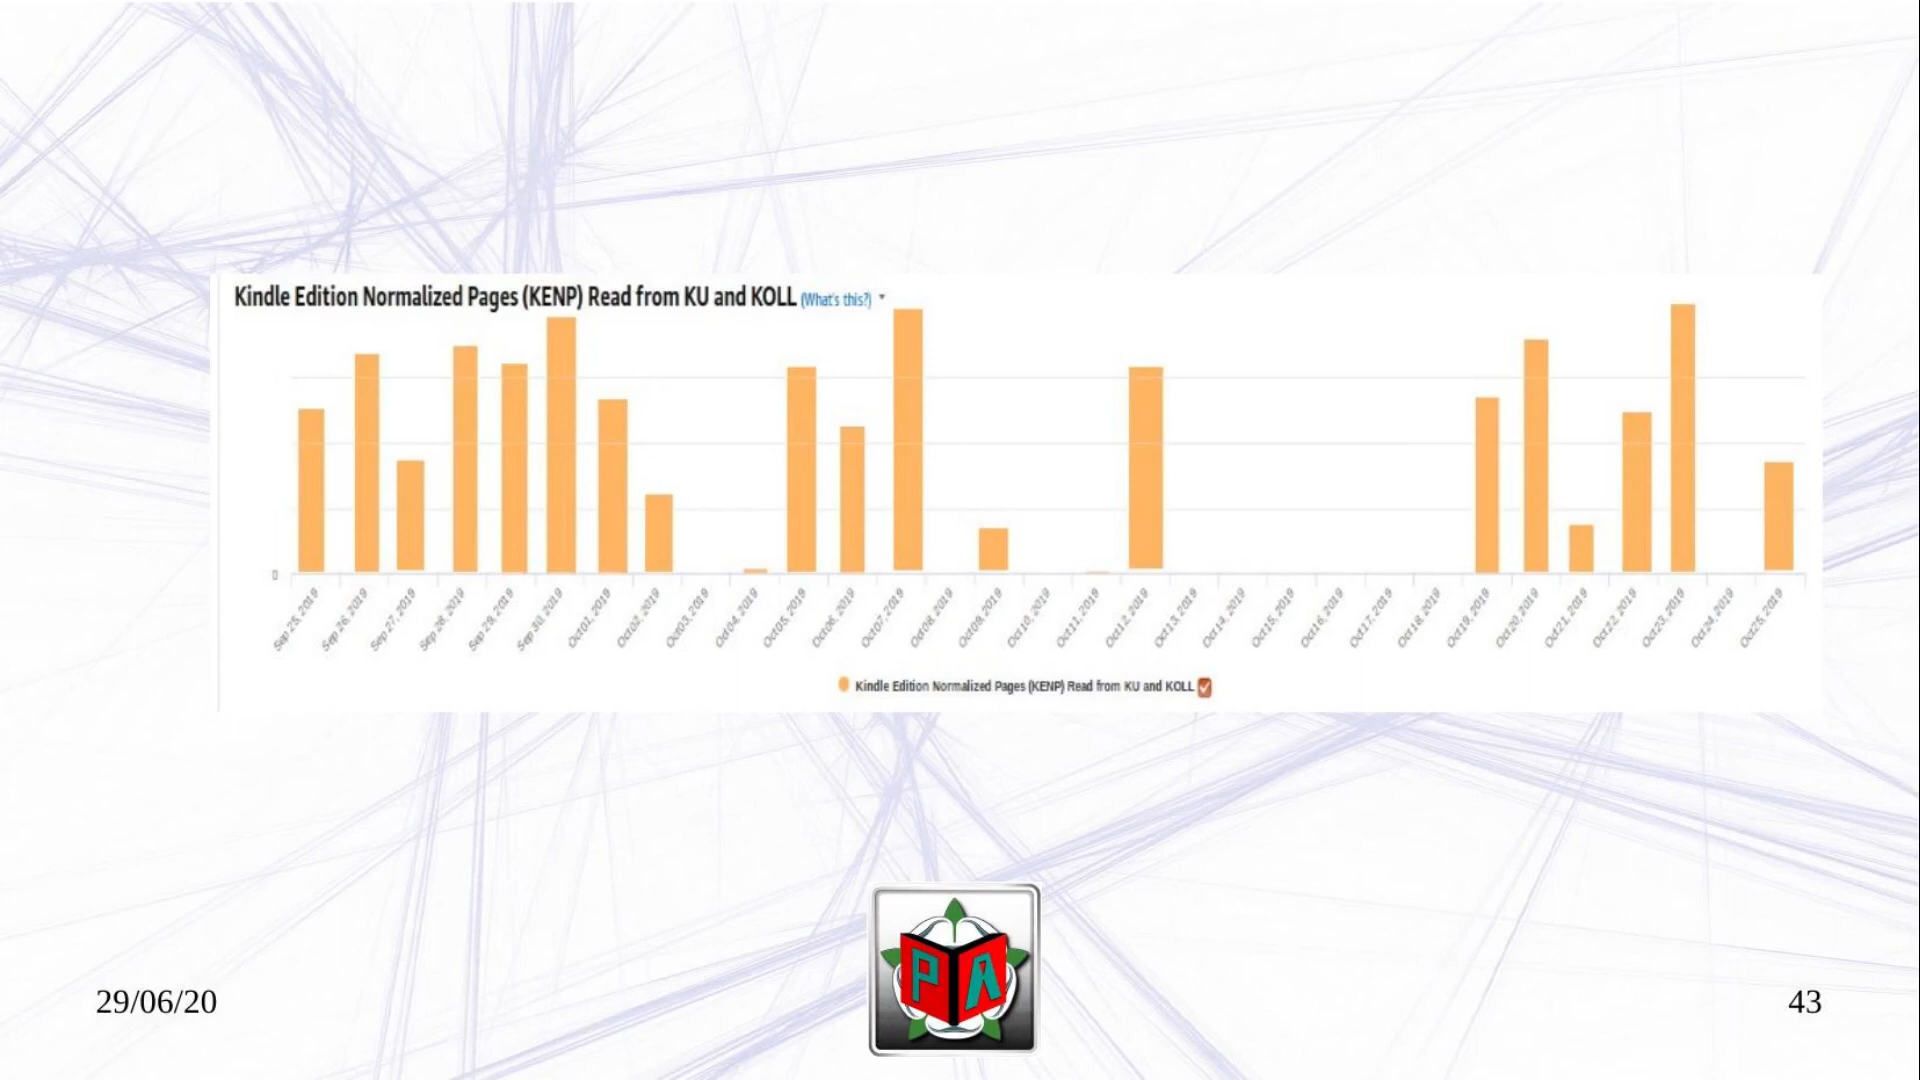 Kindle Edition Normalized Pages (KENP) Read from KU and KOLL (What's this?)
0
Sep 25, 2019
Sep 26, 2019
Sep 27, 2019
Sep 28, 2019
Sep 29, 2019
Sep 30, 2019
Oct 01, 2019
Oct 02, 2019
Oct 03, 2019
Oct 04, 2019
Oct 05, 2019
Oct 06, 2019
Oct 07, 2019
Oct 08, 2019
Oct 09, 2019
Oct 10, 2019
Oct 11, 2019
Oct 12, 2019
Oct 13, 2019
Oct 14, 2019
Oct 15, 2019
Oct 16, 2019
Oct 17, 2019
Oct 18, 2019
Oct 19, 2019
Oct 20, 2019
Oct 21, 2019
Oct 22, 2019
Oct 23, 2019
Oct 24, 2019
Oct 25, 2019
Kindle Edition Normalized Pages (KENP) Read from KU and KOLL
PA
29/06/20
43